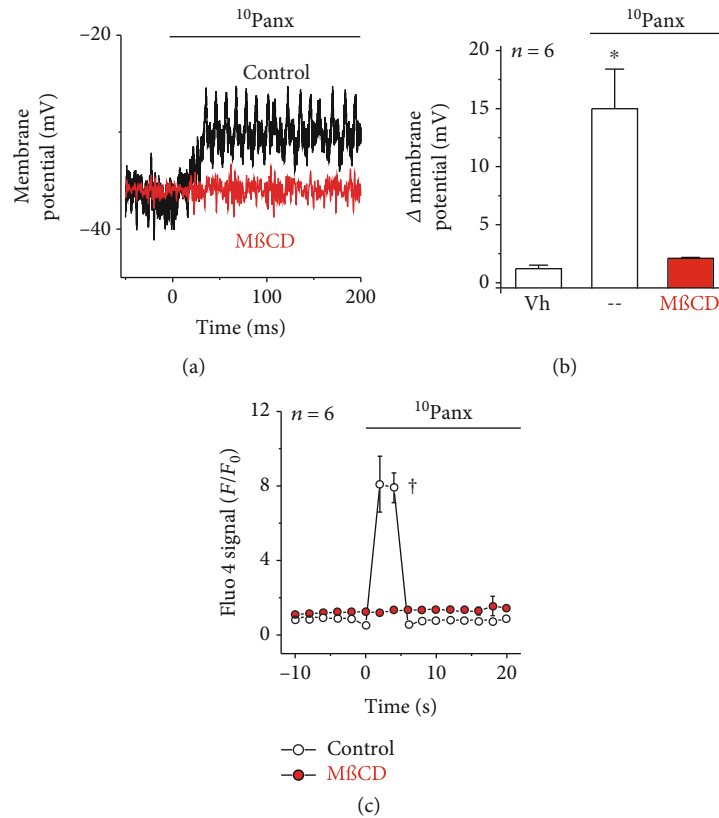 ¹⁰Panx
−20
Control
Membrane
potential (mV)
−40
MßCD
0
100
200
Time (ms)
(a)
¹⁰Panx
20
n = 6
*
15
Δ membrane
potential (mV)
10
5
0
Vh
--
MßCD
(b)
¹⁰Panx
12
n = 6
8
†
Fluo 4 signal (F/F₀)
4
0
−10
0
10
20
Time (s)
Control
MßCD
(c)